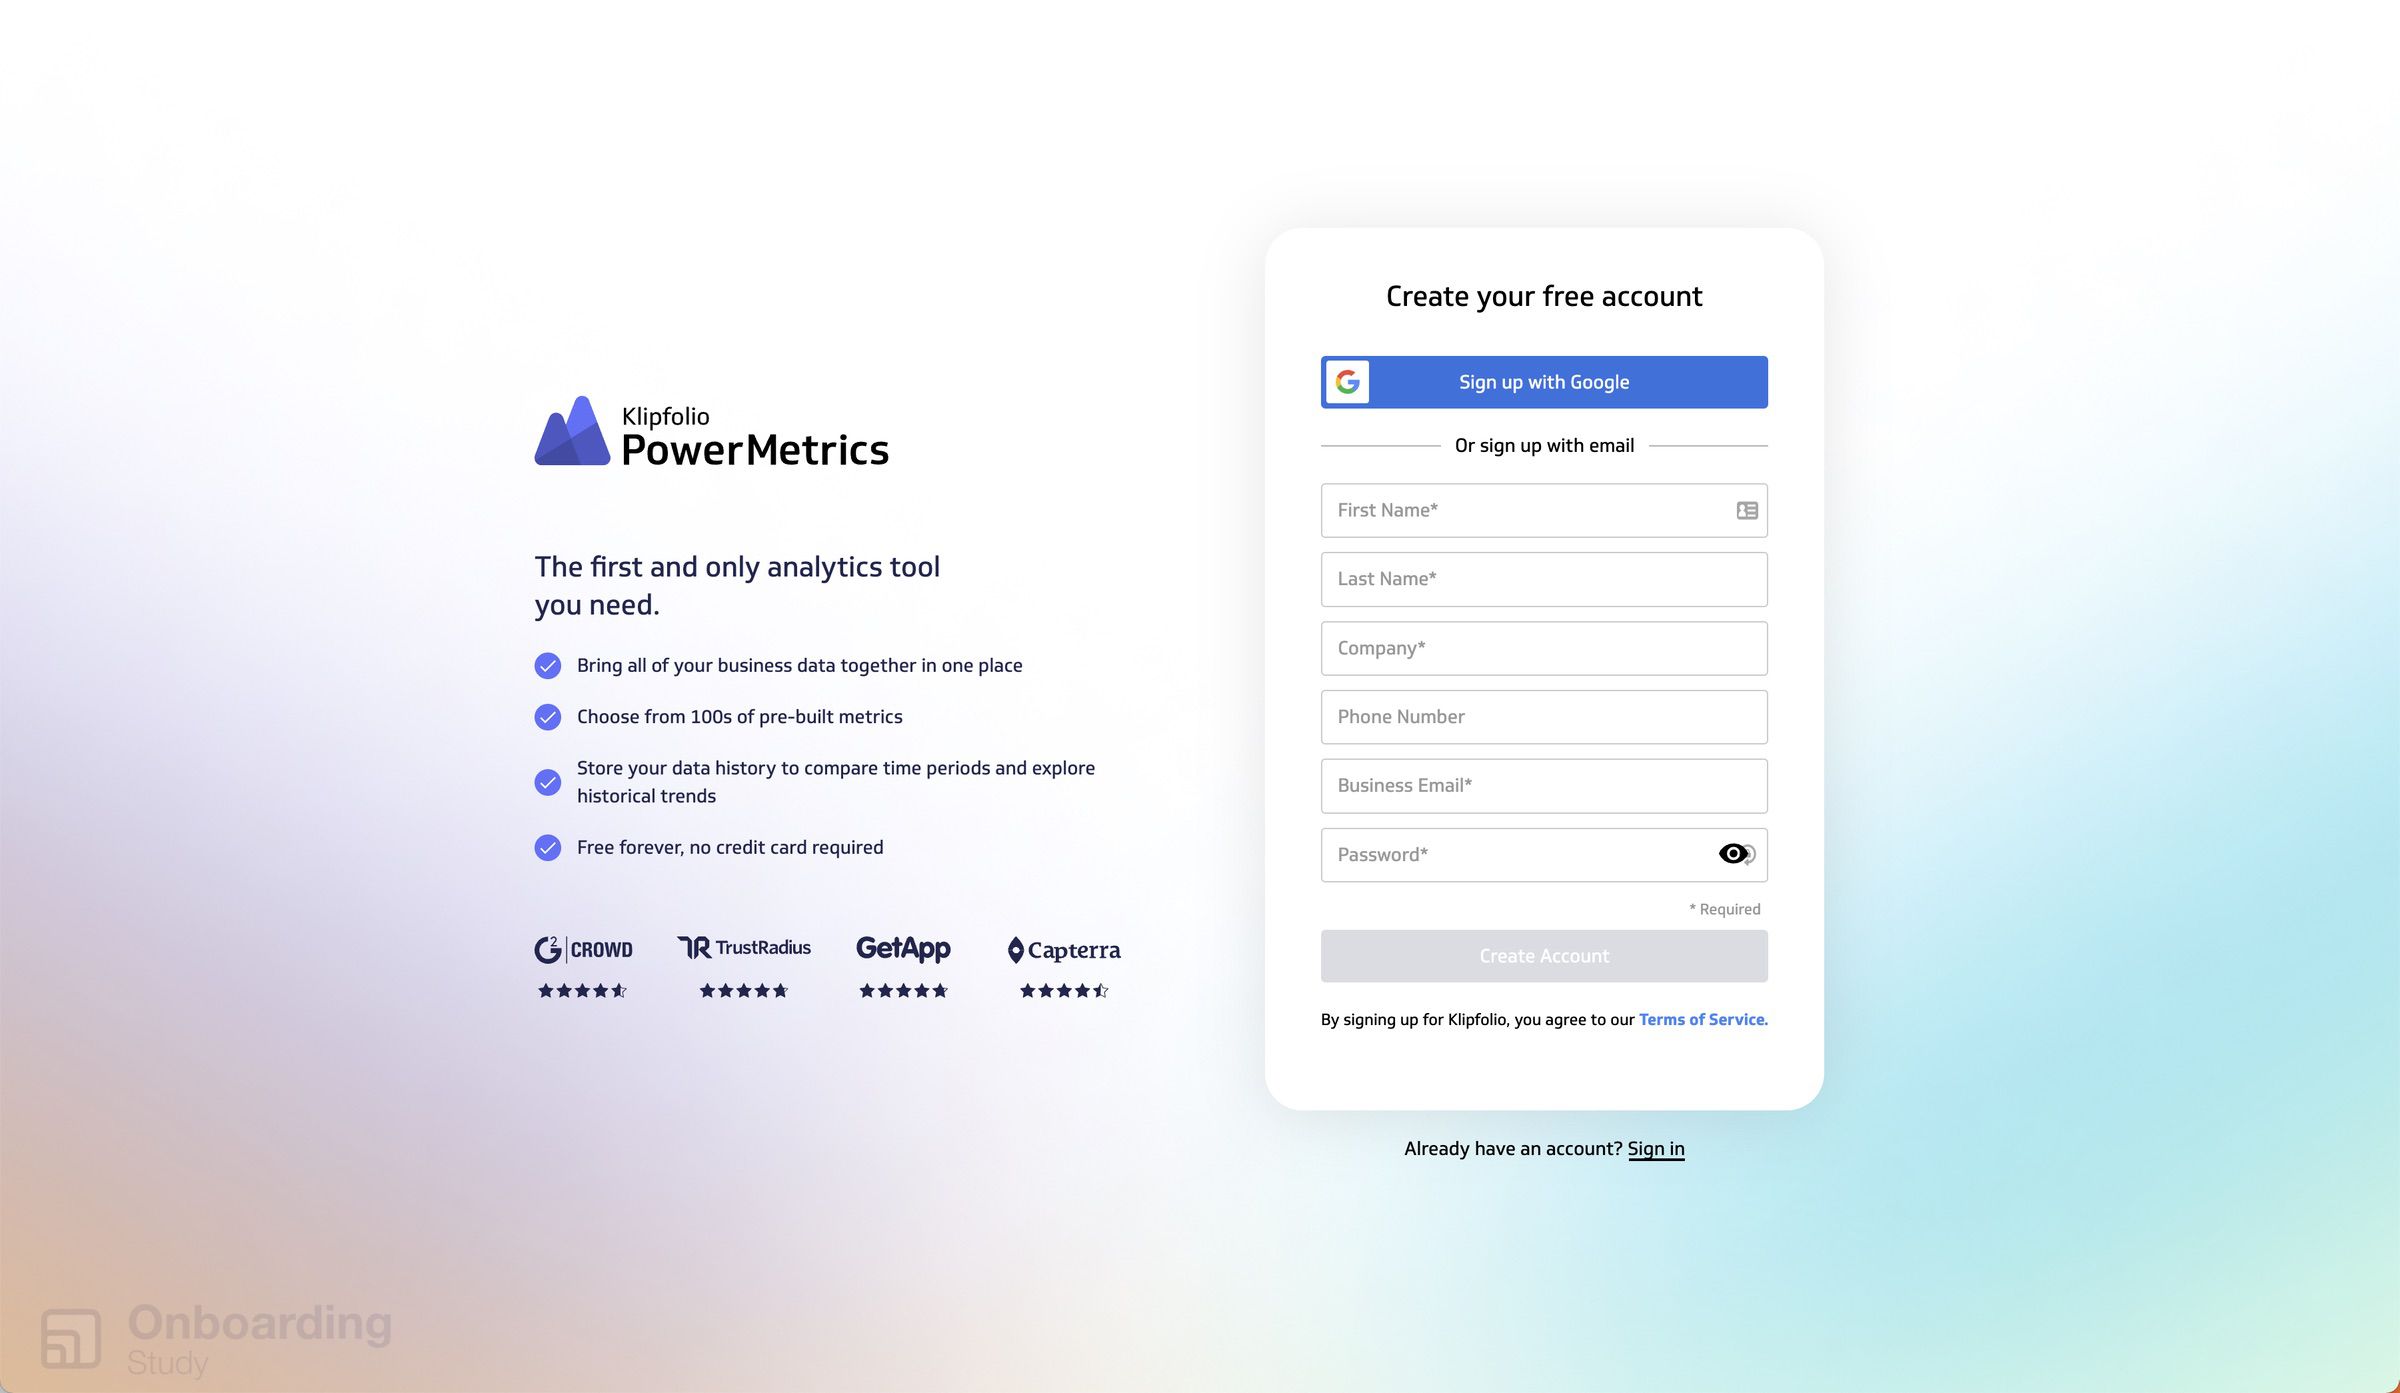 Klipfolio
PowerMetrics
The first and only analytics tool
you need.
Bring all of your business data together in one place
Choose from 100s of pre-built metrics
Store your data history to compare time periods and explore
historical trends
Free forever, no credit card required
G2 CROWD
TrustRadius
GetApp
Capterra
Create your free account
Sign up with Google
Or sign up with email
First Name*
Last Name*
Company*
Phone Number
Business Email*
Password*
* Required
Create Account
By signing up for Klipfolio, you agree to our Terms of Service.
Already have an account? Sign in
Onboarding
Study